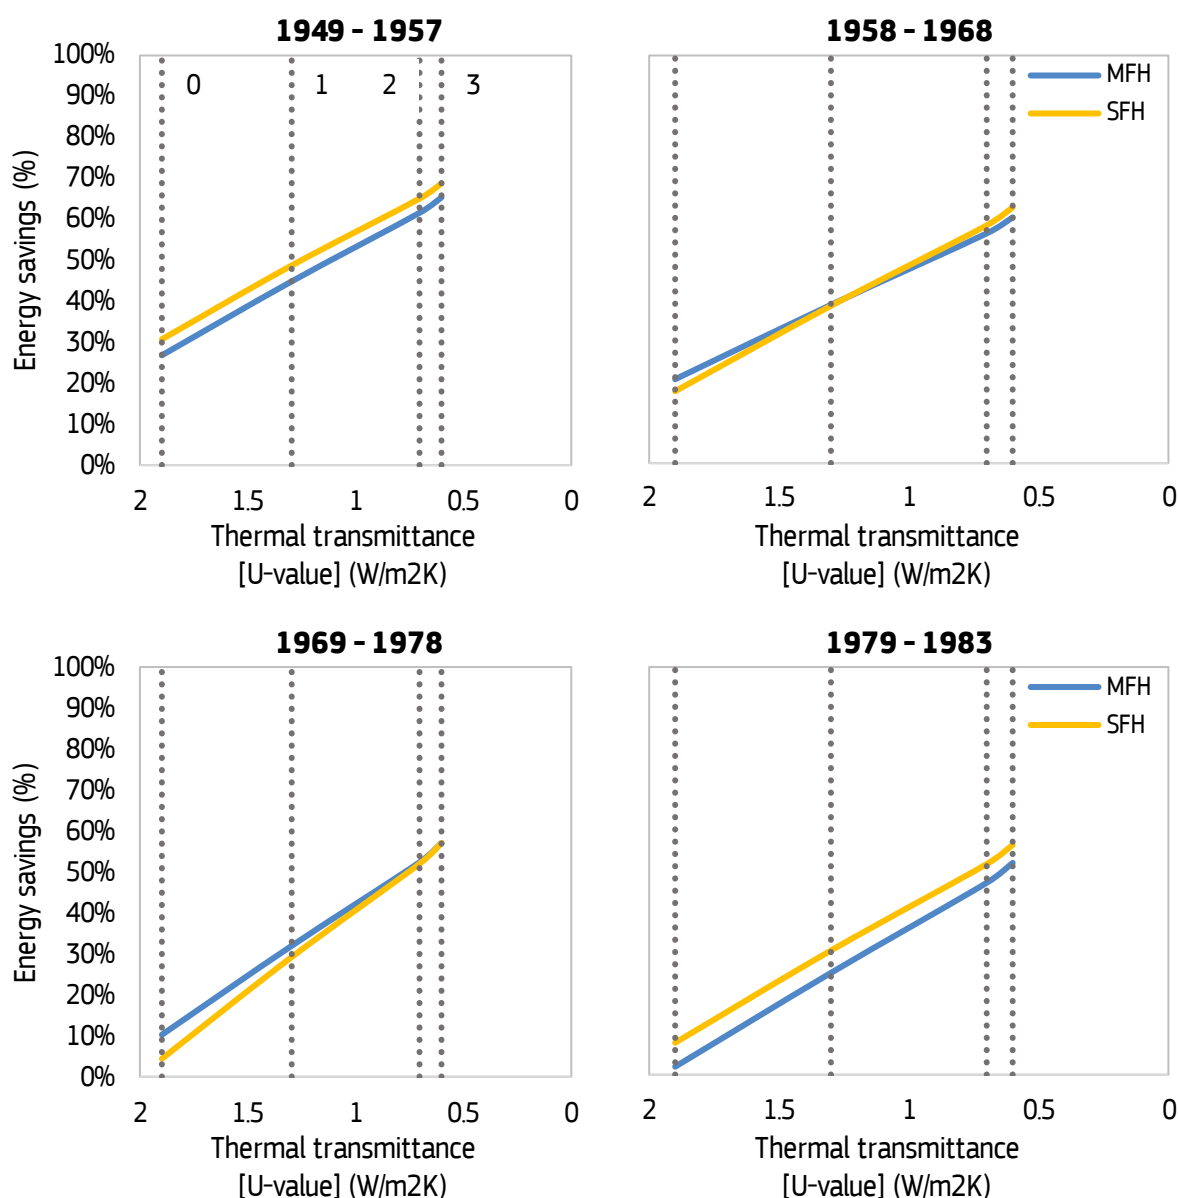 1949 - 1957
100%
90%
80%
70%
60%
50%
40%
30%
20%
10%
0%
Energy savings (%)
0 1 2 3
2 1.5 1 0.5 0
Thermal transmittance
[U-value] (W/m2K)
1958 - 1968
MFH
SFH
2 1.5 1 0.5 0
Thermal transmittance
[U-value] (W/m2K)
1969 - 1978
100%
90%
80%
70%
60%
50%
40%
30%
20%
10%
0%
Energy savings (%)
2 1.5 1 0.5 0
Thermal transmittance
[U-value] (W/m2K)
1979 - 1983
MFH
SFH
2 1.5 1 0.5 0
Thermal transmittance
[U-value] (W/m2K)